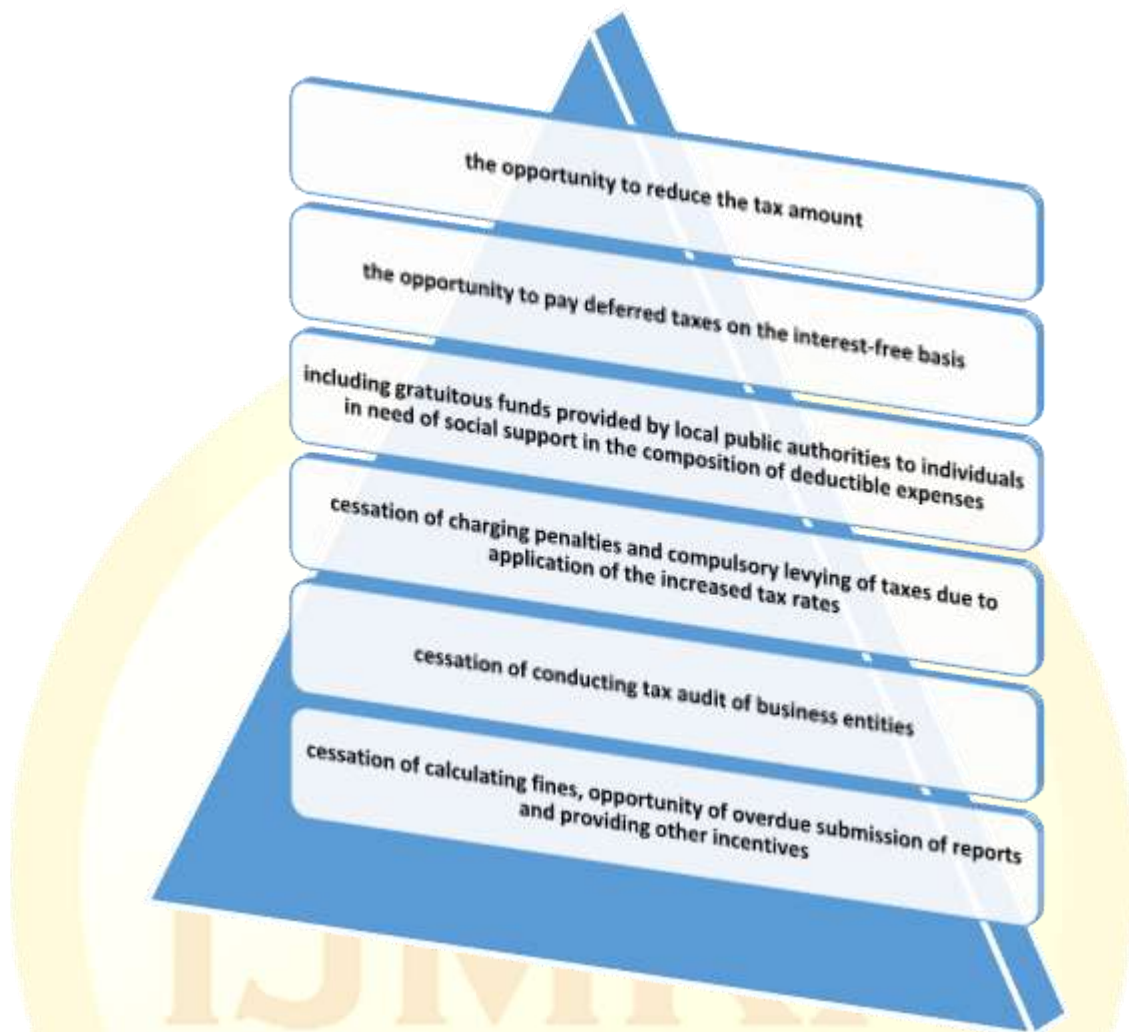 the opportunity to reduce the tax amount
the opportunity to pay deferred taxes on the interest-free basis
including gratuitous funds provided by local public authorities to individuals
in need of social support in the composition of deductible expenses
cessation of charging penalties and compulsory levying of taxes due to
application of the increased tax rates
cessation of conducting tax audit of business entities
cessation of calculating fines, opportunity of overdue submission of reports
and providing other incentives